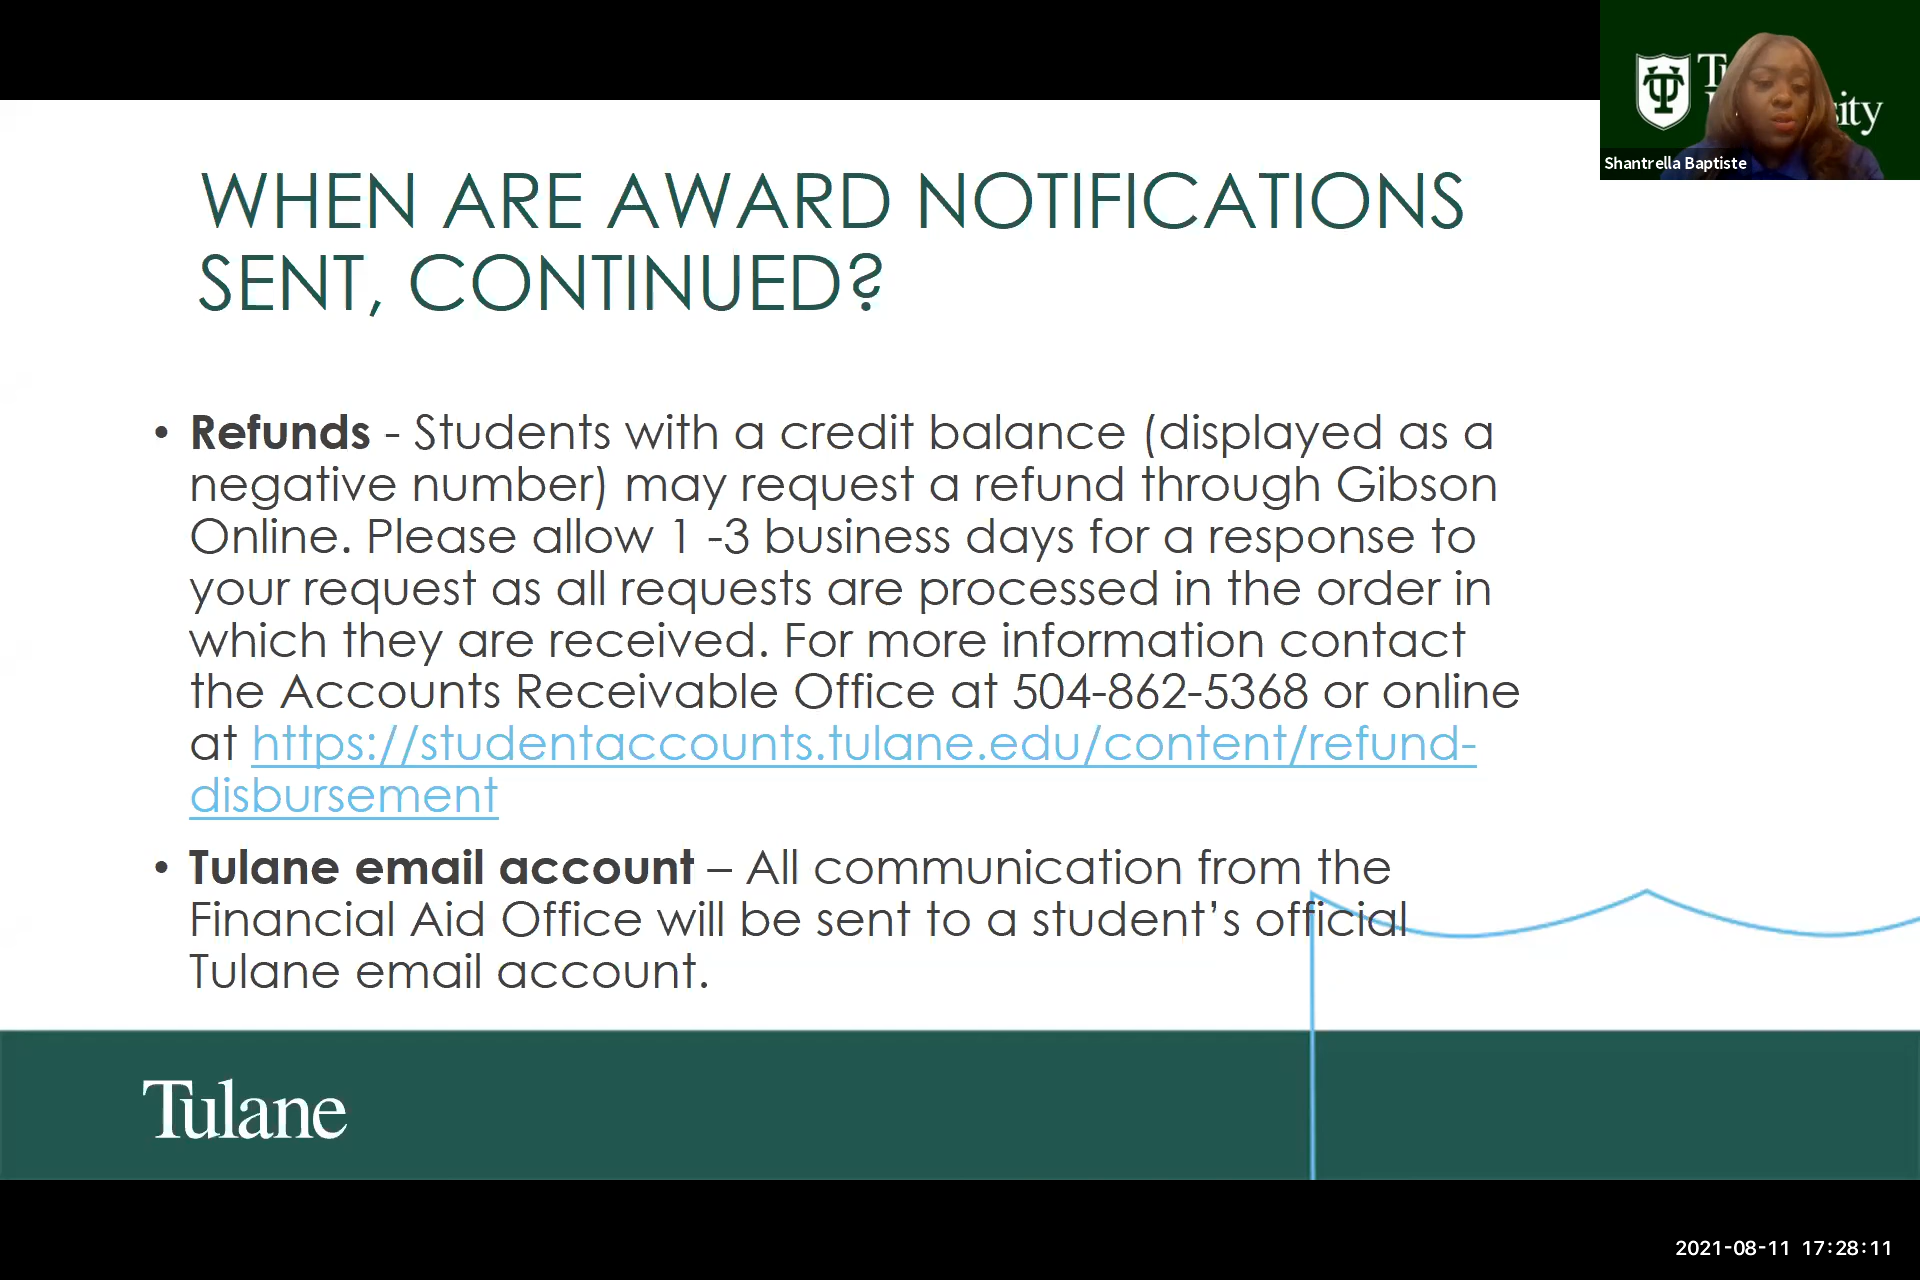 WHEN ARE AWARD NOTIFICATIONS
SENT, CONTINUED?
• Refunds - Students with a credit balance (displayed as a
negative number) may request a refund through Gibson
Online. Please allow 1 -3 business days for a response to
your request as all requests are processed in the order in
which they are received. For more information contact
the Accounts Receivable Office at 504-862-5368 or online
at https://studentaccounts.tulane.edu/content/refund-
disbursement
• Tulane email account – All communication from the
Financial Aid Office will be sent to a student’s official
Tulane email account.
Tulane
Shantrella Baptiste
2021-08-11 17:28:11